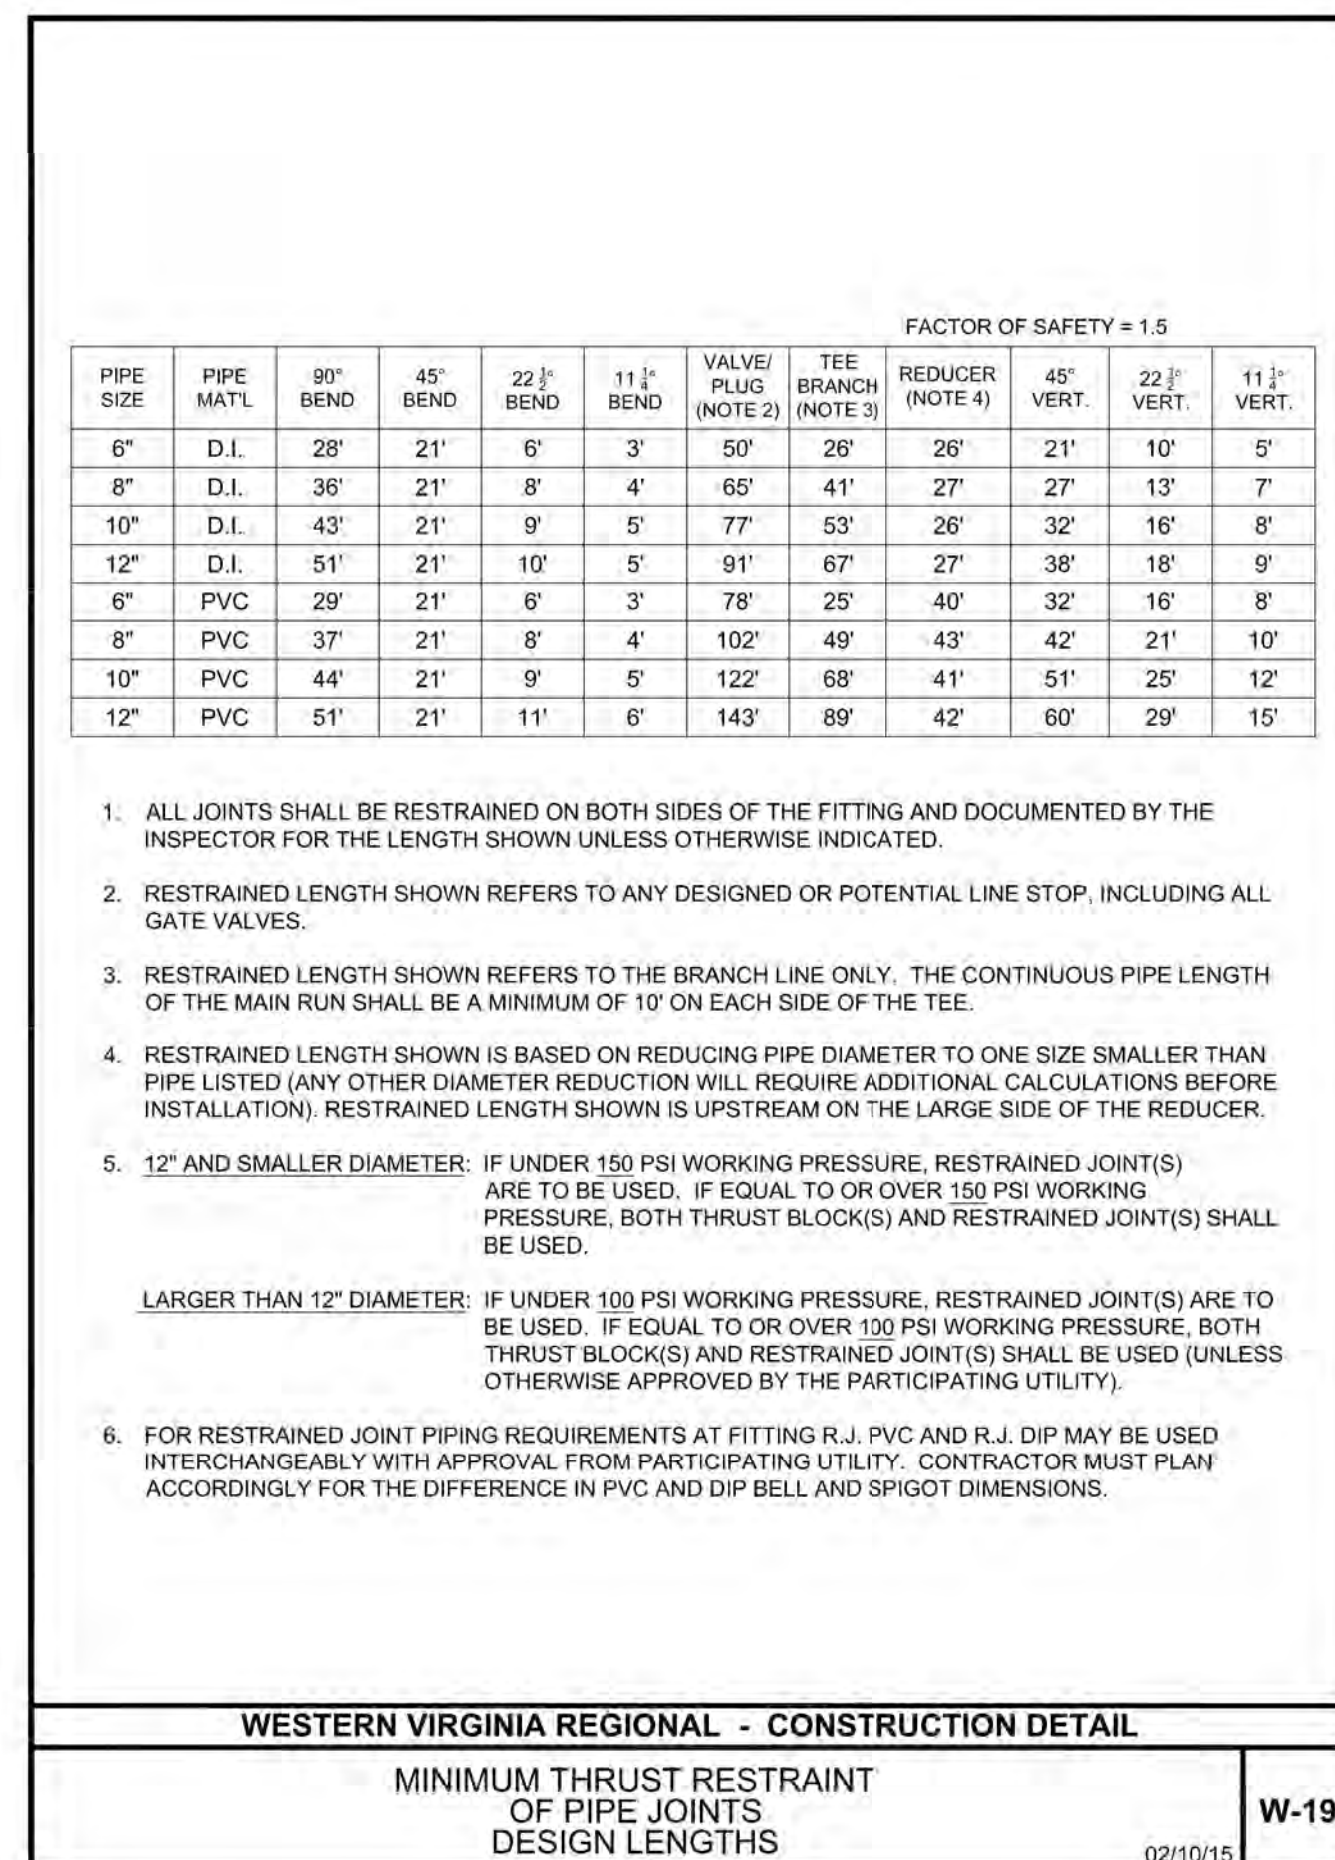 FACTOR OF SAFETY = 1.5
PIPE SIZE PIPE MAT'L 90° BEND 45° BEND 22 ½° BEND 11 ¼° BEND VALVE/ PLUG (NOTE 2) TEE BRANCH (NOTE 3) REDUCER (NOTE 4) 45° VERT. 22 ½° VERT. 11 ¼° VERT.
6" D.I. 28' 21' 6' 3' 50' 26' 26' 21' 10' 5'
8" D.I. 36' 21' 8' 4' 65' 41' 27' 27' 13' 7'
10" D.I. 43' 21' 9' 5' 77' 53' 26' 32' 16' 8'
12" D.I. 51' 21' 10' 5' 91' 67' 27' 38' 18' 9'
6" PVC 29' 21' 6' 3' 78' 25' 40' 32' 16' 8'
8" PVC 37' 21' 8' 4' 102' 49' 43' 42' 21' 10'
10" PVC 44' 21' 9' 5' 122' 68' 41' 51' 25' 12'
12" PVC 51' 21' 11' 6' 143' 89' 42' 60' 29' 15'
1. ALL JOINTS SHALL BE RESTRAINED ON BOTH SIDES OF THE FITTING AND DOCUMENTED BY THE
INSPECTOR FOR THE LENGTH SHOWN UNLESS OTHERWISE INDICATED.
2. RESTRAINED LENGTH SHOWN REFERS TO ANY DESIGNED OR POTENTIAL LINE STOP, INCLUDING ALL
GATE VALVES.
3. RESTRAINED LENGTH SHOWN REFERS TO THE BRANCH LINE ONLY. THE CONTINUOUS PIPE LENGTH
OF THE MAIN RUN SHALL BE A MINIMUM OF 10' ON EACH SIDE OF THE TEE.
4. RESTRAINED LENGTH SHOWN IS BASED ON REDUCING PIPE DIAMETER TO ONE SIZE SMALLER THAN
PIPE LISTED (ANY OTHER DIAMETER REDUCTION WILL REQUIRE ADDITIONAL CALCULATIONS BEFORE
INSTALLATION). RESTRAINED LENGTH SHOWN IS UPSTREAM ON THE LARGE SIDE OF THE REDUCER.
5. 12" AND SMALLER DIAMETER: IF UNDER 150 PSI WORKING PRESSURE, RESTRAINED JOINT(S)
ARE TO BE USED. IF EQUAL TO OR OVER 150 PSI WORKING
PRESSURE, BOTH THRUST BLOCK(S) AND RESTRAINED JOINT(S) SHALL
BE USED.
LARGER THAN 12" DIAMETER: IF UNDER 100 PSI WORKING PRESSURE, RESTRAINED JOINT(S) ARE TO
BE USED. IF EQUAL TO OR OVER 100 PSI WORKING PRESSURE, BOTH
THRUST BLOCK(S) AND RESTRAINED JOINT(S) SHALL BE USED (UNLESS
OTHERWISE APPROVED BY THE PARTICIPATING UTILITY).
6. FOR RESTRAINED JOINT PIPING REQUIREMENTS AT FITTING R.J. PVC AND R.J. DIP MAY BE USED
INTERCHANGEABLY WITH APPROVAL FROM PARTICIPATING UTILITY. CONTRACTOR MUST PLAN
ACCORDINGLY FOR THE DIFFERENCE IN PVC AND DIP BELL AND SPIGOT DIMENSIONS.
WESTERN VIRGINIA REGIONAL - CONSTRUCTION DETAIL
MINIMUM THRUST RESTRAINT
OF PIPE JOINTS
DESIGN LENGTHS
W-19
02/10/15